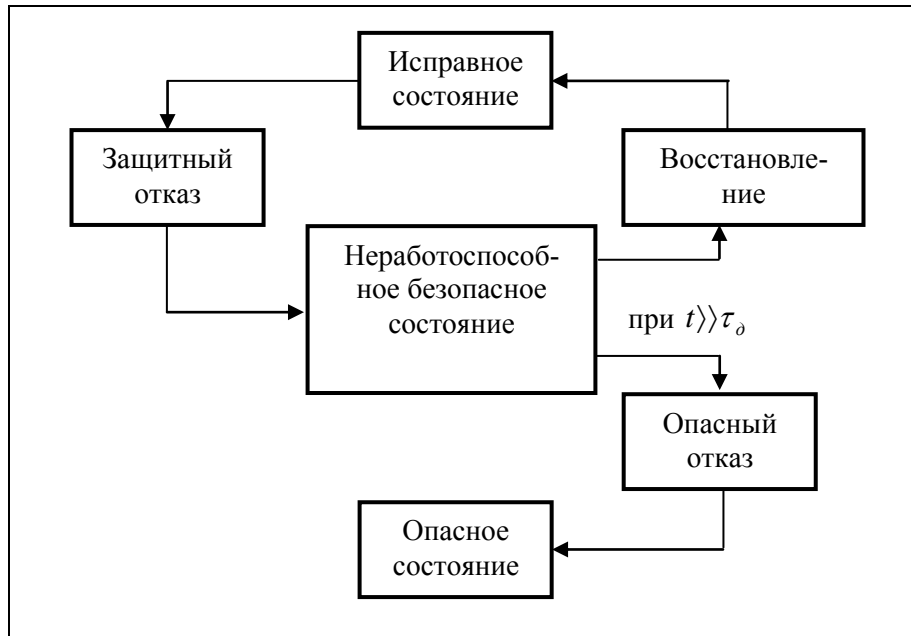 Исправное
состояние
Защитный
отказ
Восстановле-
ние
Неработоспособ-
ное безопасное
состояние
при t⟩⟩τ∂
Опасный
отказ
Опасное
состояние